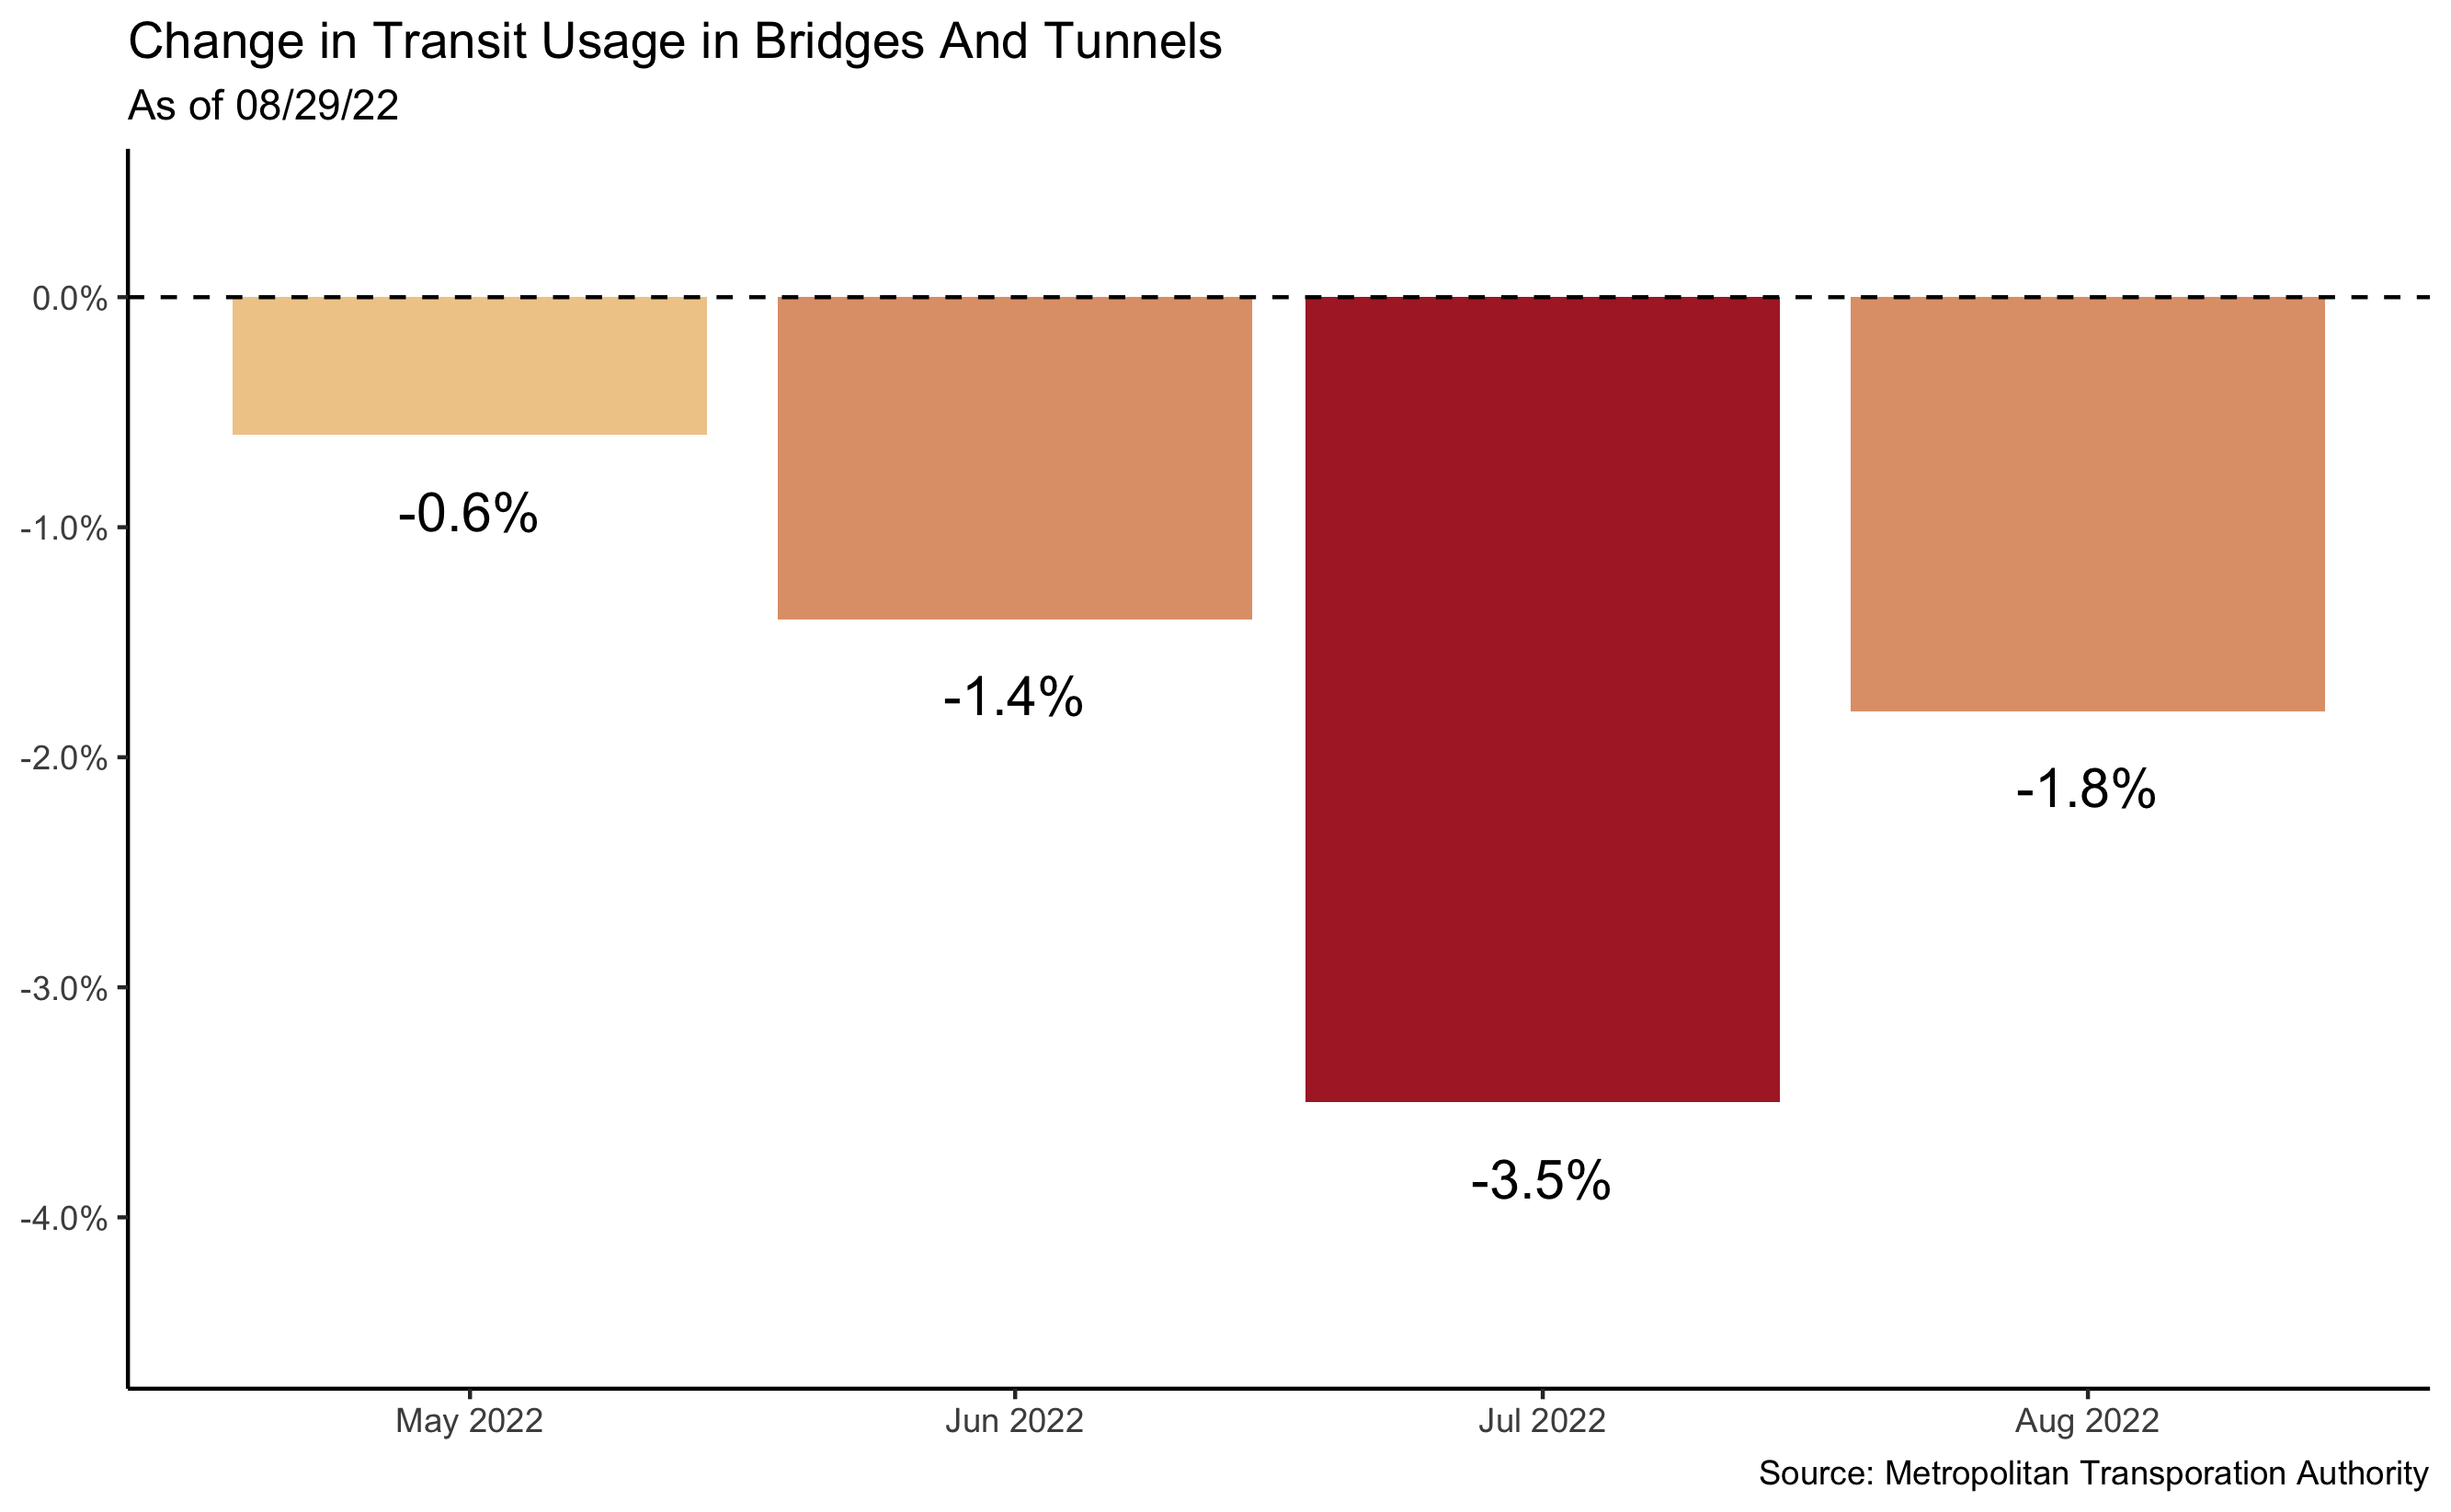 Change in Transit Usage in Bridges And Tunnels
As of 08/29/22
0.0%
-1.0%
-2.0%
-3.0%
-4.0%
-0.6%
-1.4%
-3.5%
-1.8%
May 2022
Jun 2022
Jul 2022
Aug 2022
Source: Metropolitan Transporation Authority